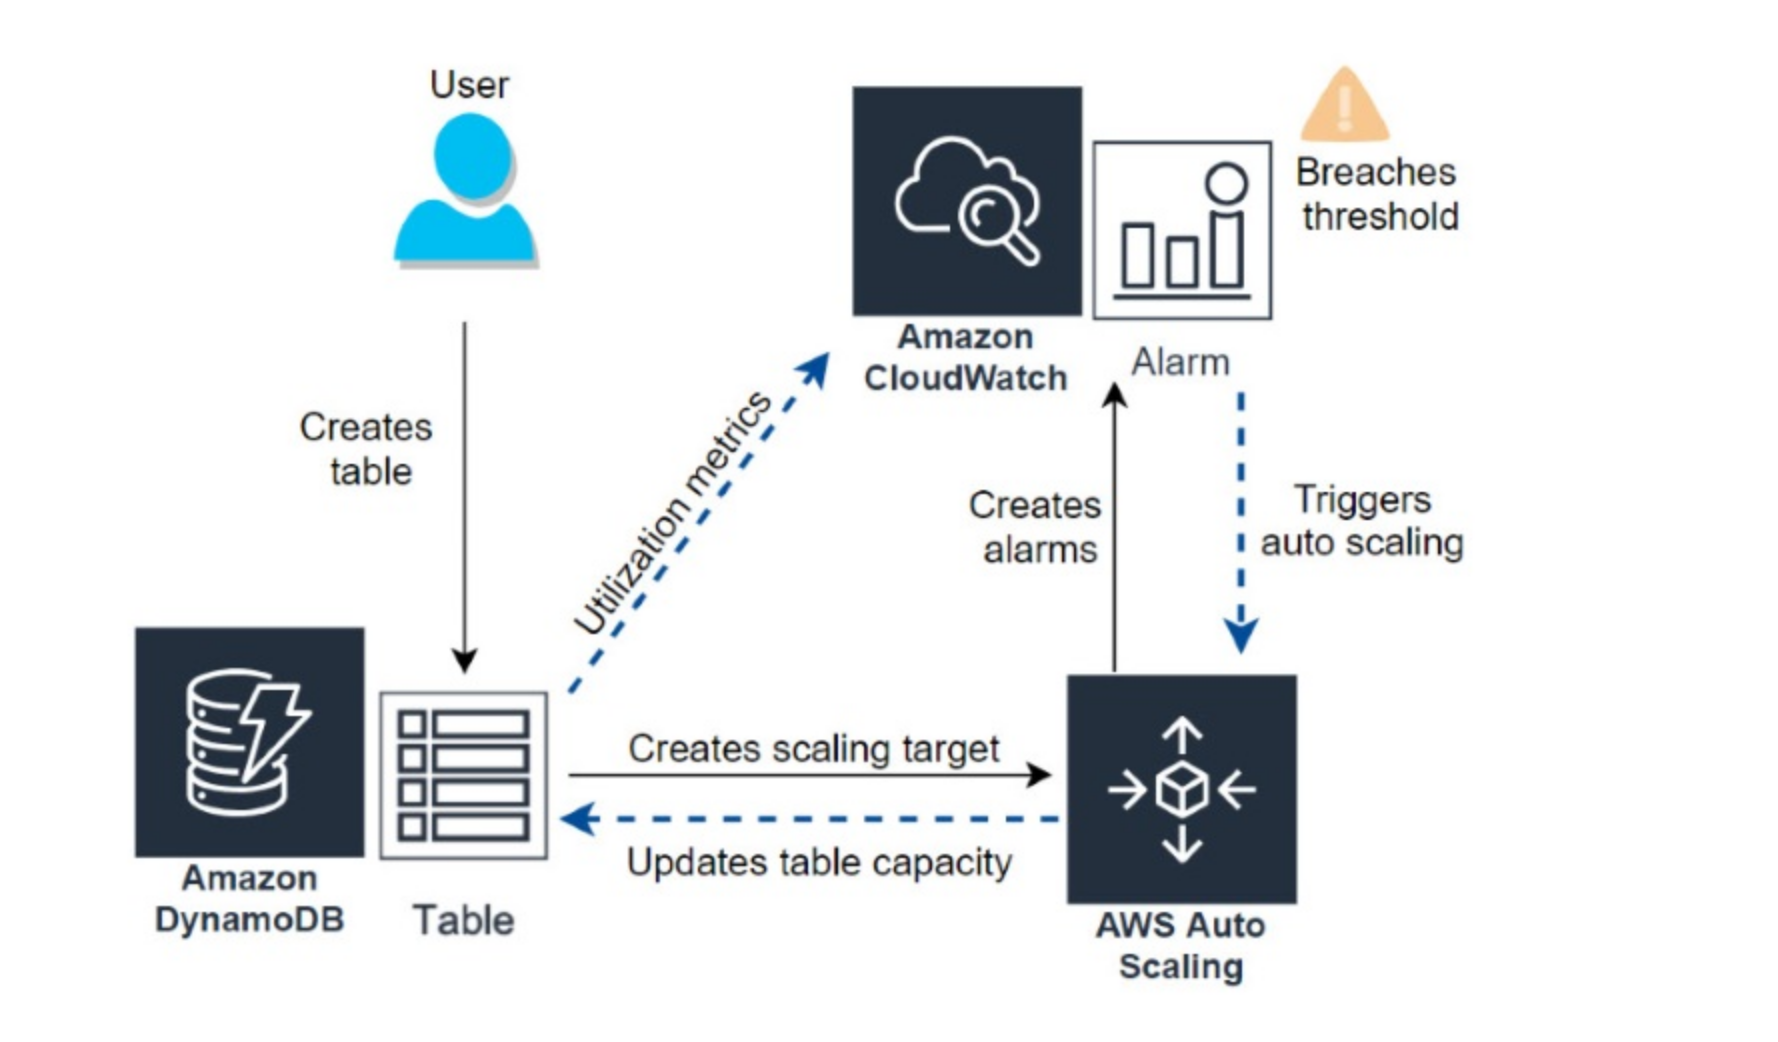 User
Breaches
threshold
Amazon
CloudWatch
Alarm
Creates
table
Utilization metrics
Creates
alarms
Triggers
auto scaling
Creates scaling target
Updates table capacity
Amazon
DynamoDB
Table
AWS Auto
Scaling